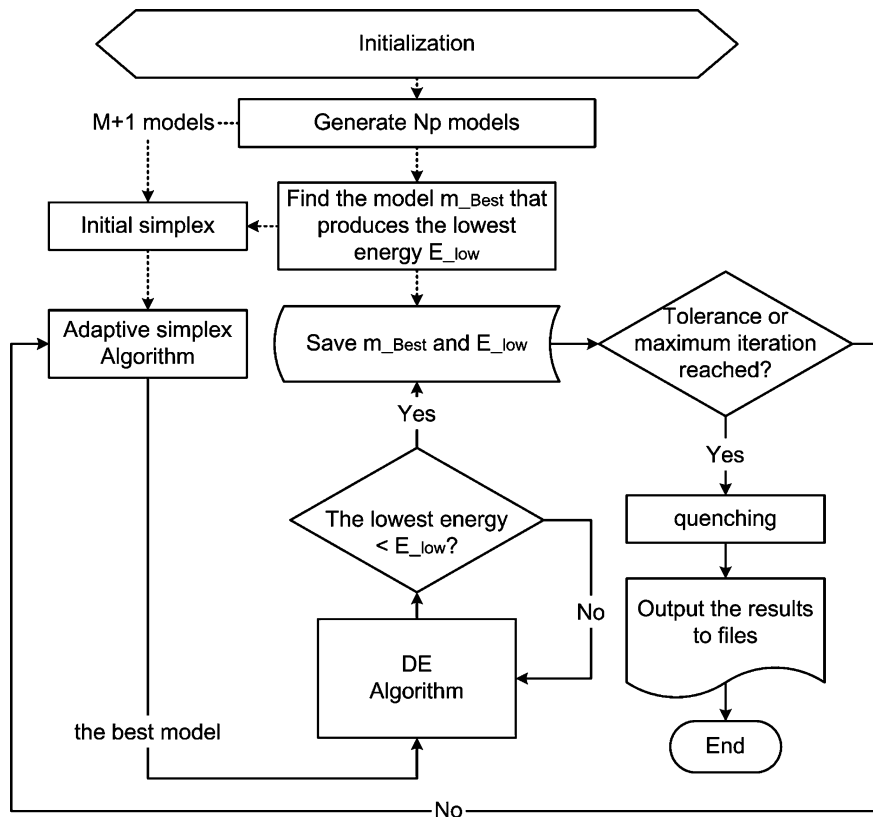 Initialization
M+1 models
Generate Np models
Find the model m_Best that
produces the lowest
energy E_low
Initial simplex
Adaptive simplex
Algorithm
Save m_Best and E_low
Tolerance or
maximum iteration
reached?
Yes
Yes
The lowest energy
< E_low?
quenching
No
Output the results
to files
DE
Algorithm
the best model
End
No